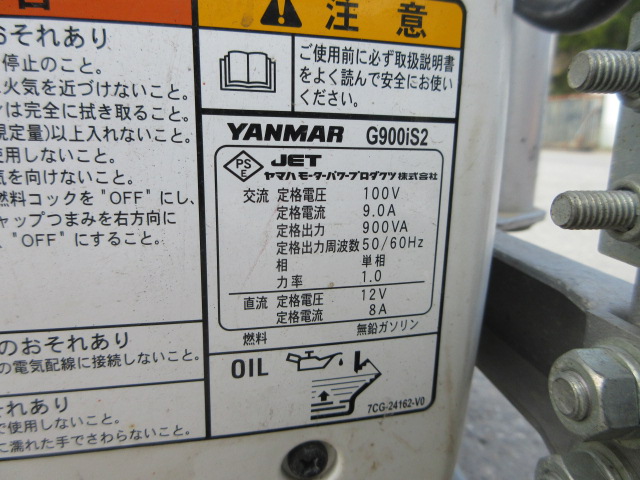 告
おそれあり
停止のこと。
火気を近づけないこと。
ンは完全に拭き取ること。
規定量)以上入れないこと。
使用しないこと。
気を向けないこと。
燃料コックを"OFF"にし、
ャップつまみを右方向に
"OFF"にすること。
のおそれあり
の電気配線に接続しないこと。
それあり
で使用しないこと。
に濡れた手でさわらないこと。
注意
ご使用前に必ず取扱説明書
をよく読んで安全にお使い
ください。
YANMAR G900iS2
PS
E
JET
ヤマハモーターパワープロダクツ株式会社
交流 定格電圧 100V
定格電流 9.0A
定格出力 900VA
定格出力周波数 50/60Hz
相 単相
力率 1.0
直流 定格電圧 12V
定格電流 8A
燃料 無鉛ガソリン
OIL
7CG-24162-V0